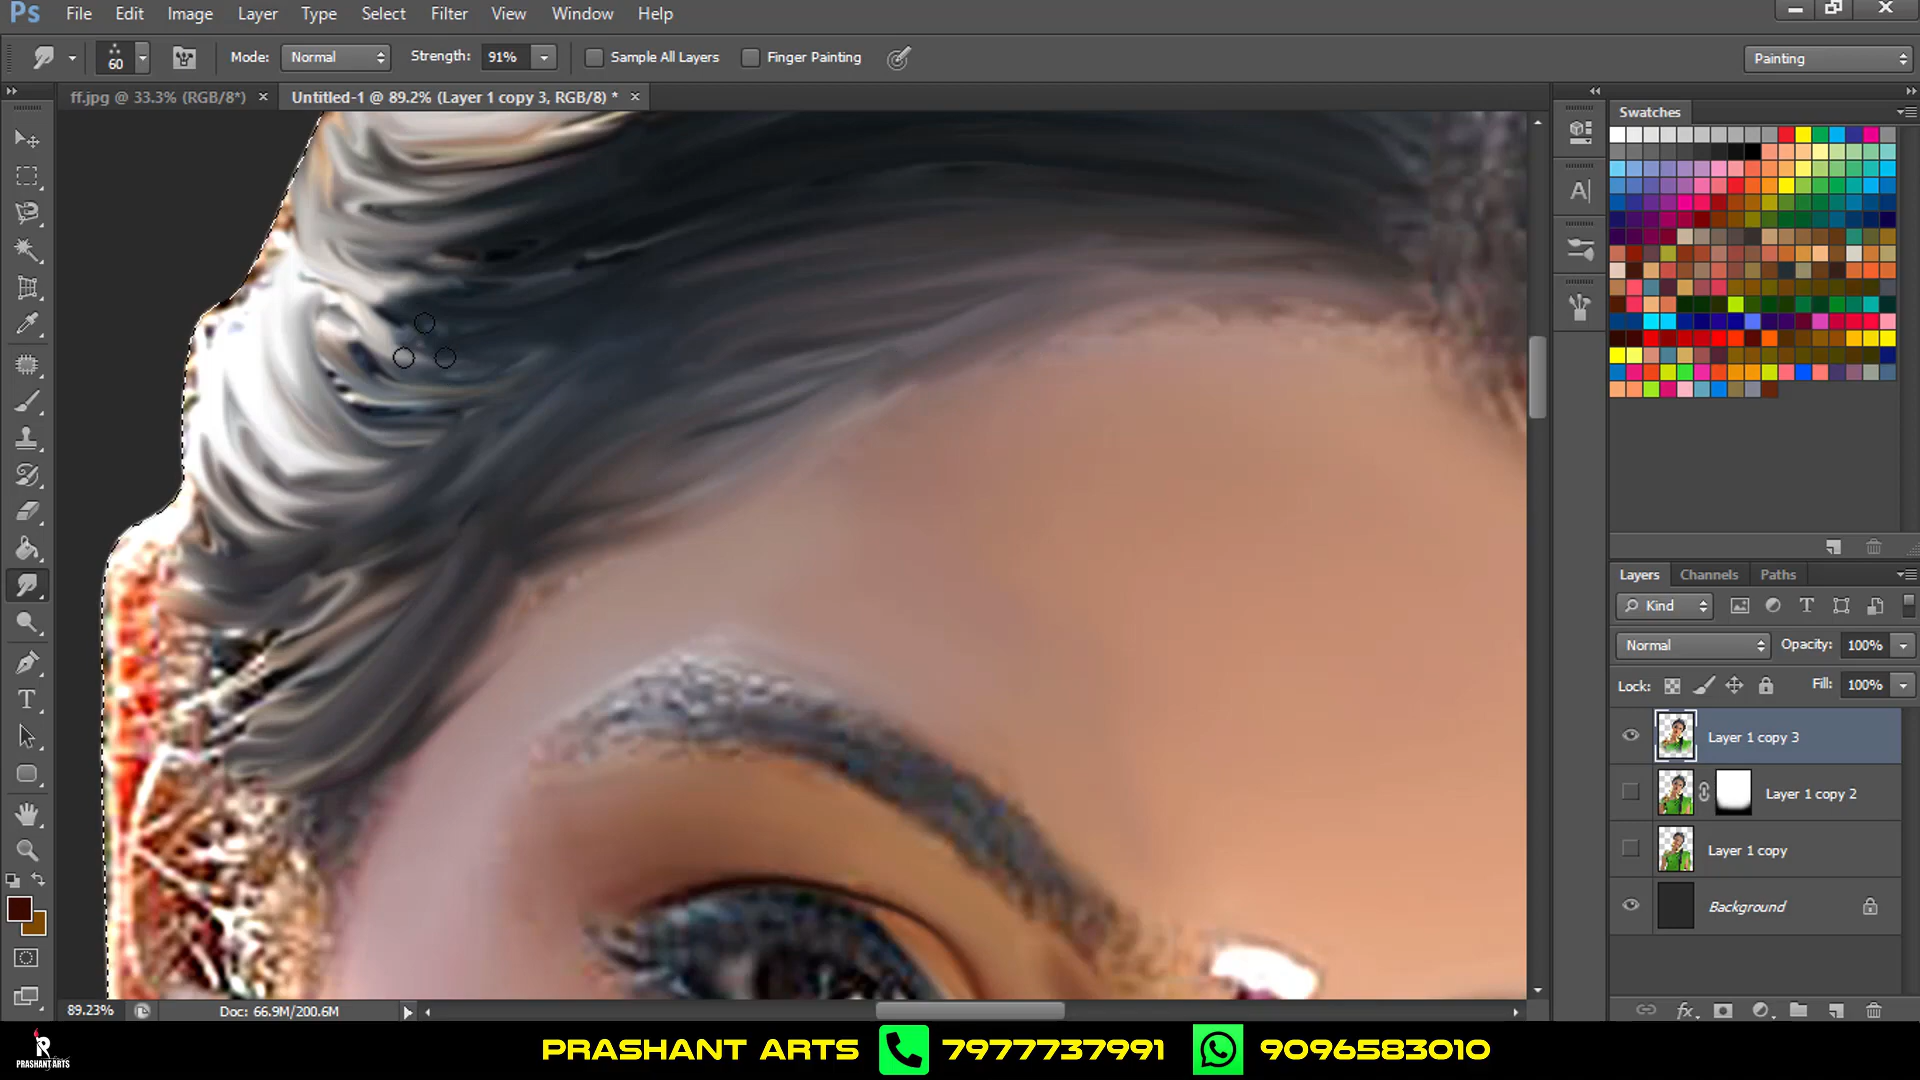 Ps File Edit Image Layer Type Select Filter View Window Help
60 Mode: Normal Strength: 91% Sample All Layers Finger Painting Painting
ff.jpg @ 33.3% (RGB/8*) × Untitled-1 @ 89.2% (Layer 1 copy 3, RGB/8) * ×
Swatches
Layers Channels Paths
Kind
Normal Opacity: 100%
Lock: Fill: 100%
Layer 1 copy 3
Layer 1 copy 2
Layer 1 copy
Background
89.23% Doc: 66.9M/200.6M
PRASHANT ARTS 7977737991 9096583010
PRASHANT ARTS